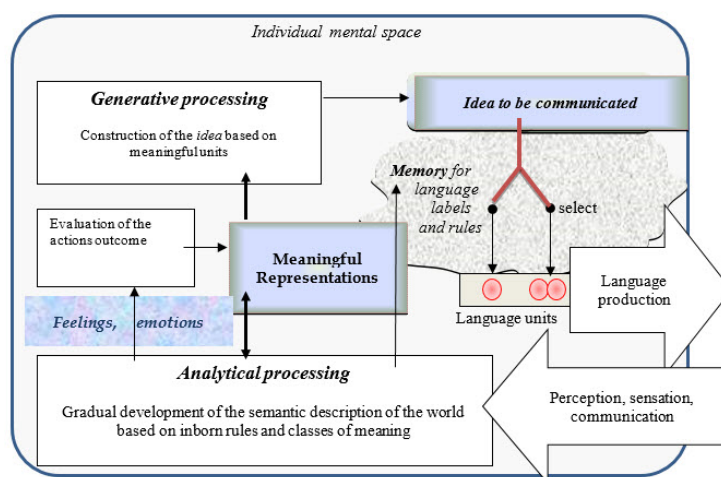 Individual mental space
Generative processing
Construction of the idea based on
meaningful units
Idea to be communicated
Memory for
language
labels
and rules
select
Evaluation of the
actions outcome
Meaningful
Representations
Language
production
Language units
Feelings, emotions
Analytical processing
Gradual development of the semantic description of the world
based on inborn rules and classes of meaning
Perception, sensation,
communication